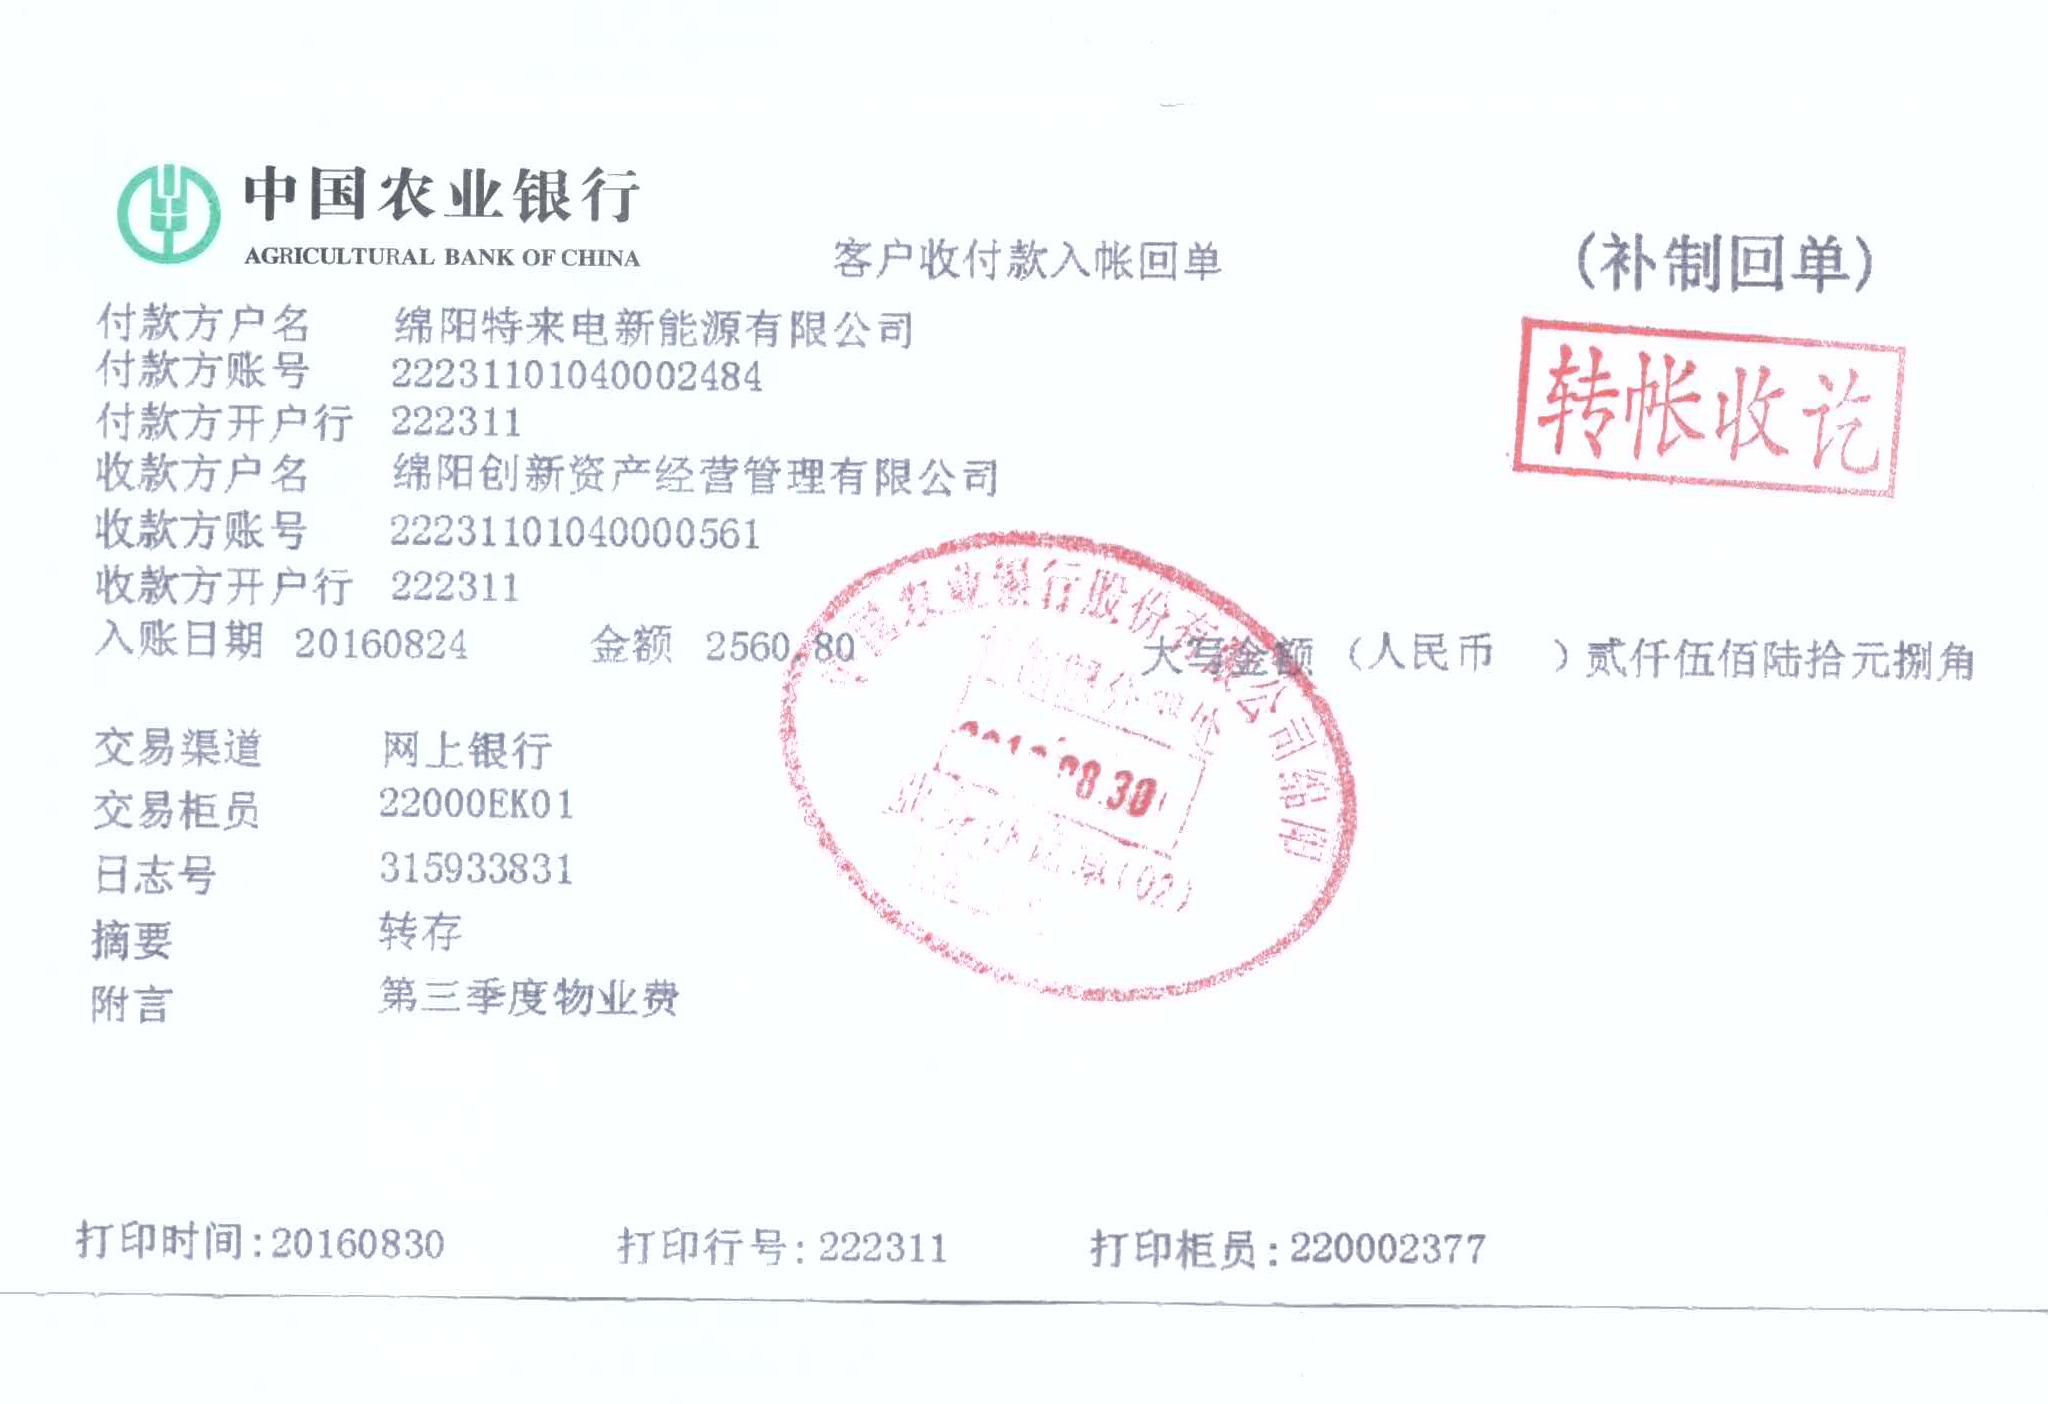 中国农业银行
AGRICULTURAL BANK OF CHINA
客户收付款入帐回单
(补制回单)
转帐收讫
付款方户名 绵阳特来电新能源有限公司
付款方账号 22231101040002484
付款方开户行 222311
收款方户名 绵阳创新资产经营管理有限公司
收款方账号 22231101040000561
收款方开户行 222311
入账日期 20160824 金额 2560.80 大写金额 (人民币 ) 贰仟伍佰陆拾元捌角
农业银行股份有限公司绵阳
08.30
(02)
交易渠道 网上银行
交易柜员 22000EK01
日志号 315933831
摘要 转存
附言 第三季度物业费
打印时间:20160830 打印行号:222311 打印柜员:220002377